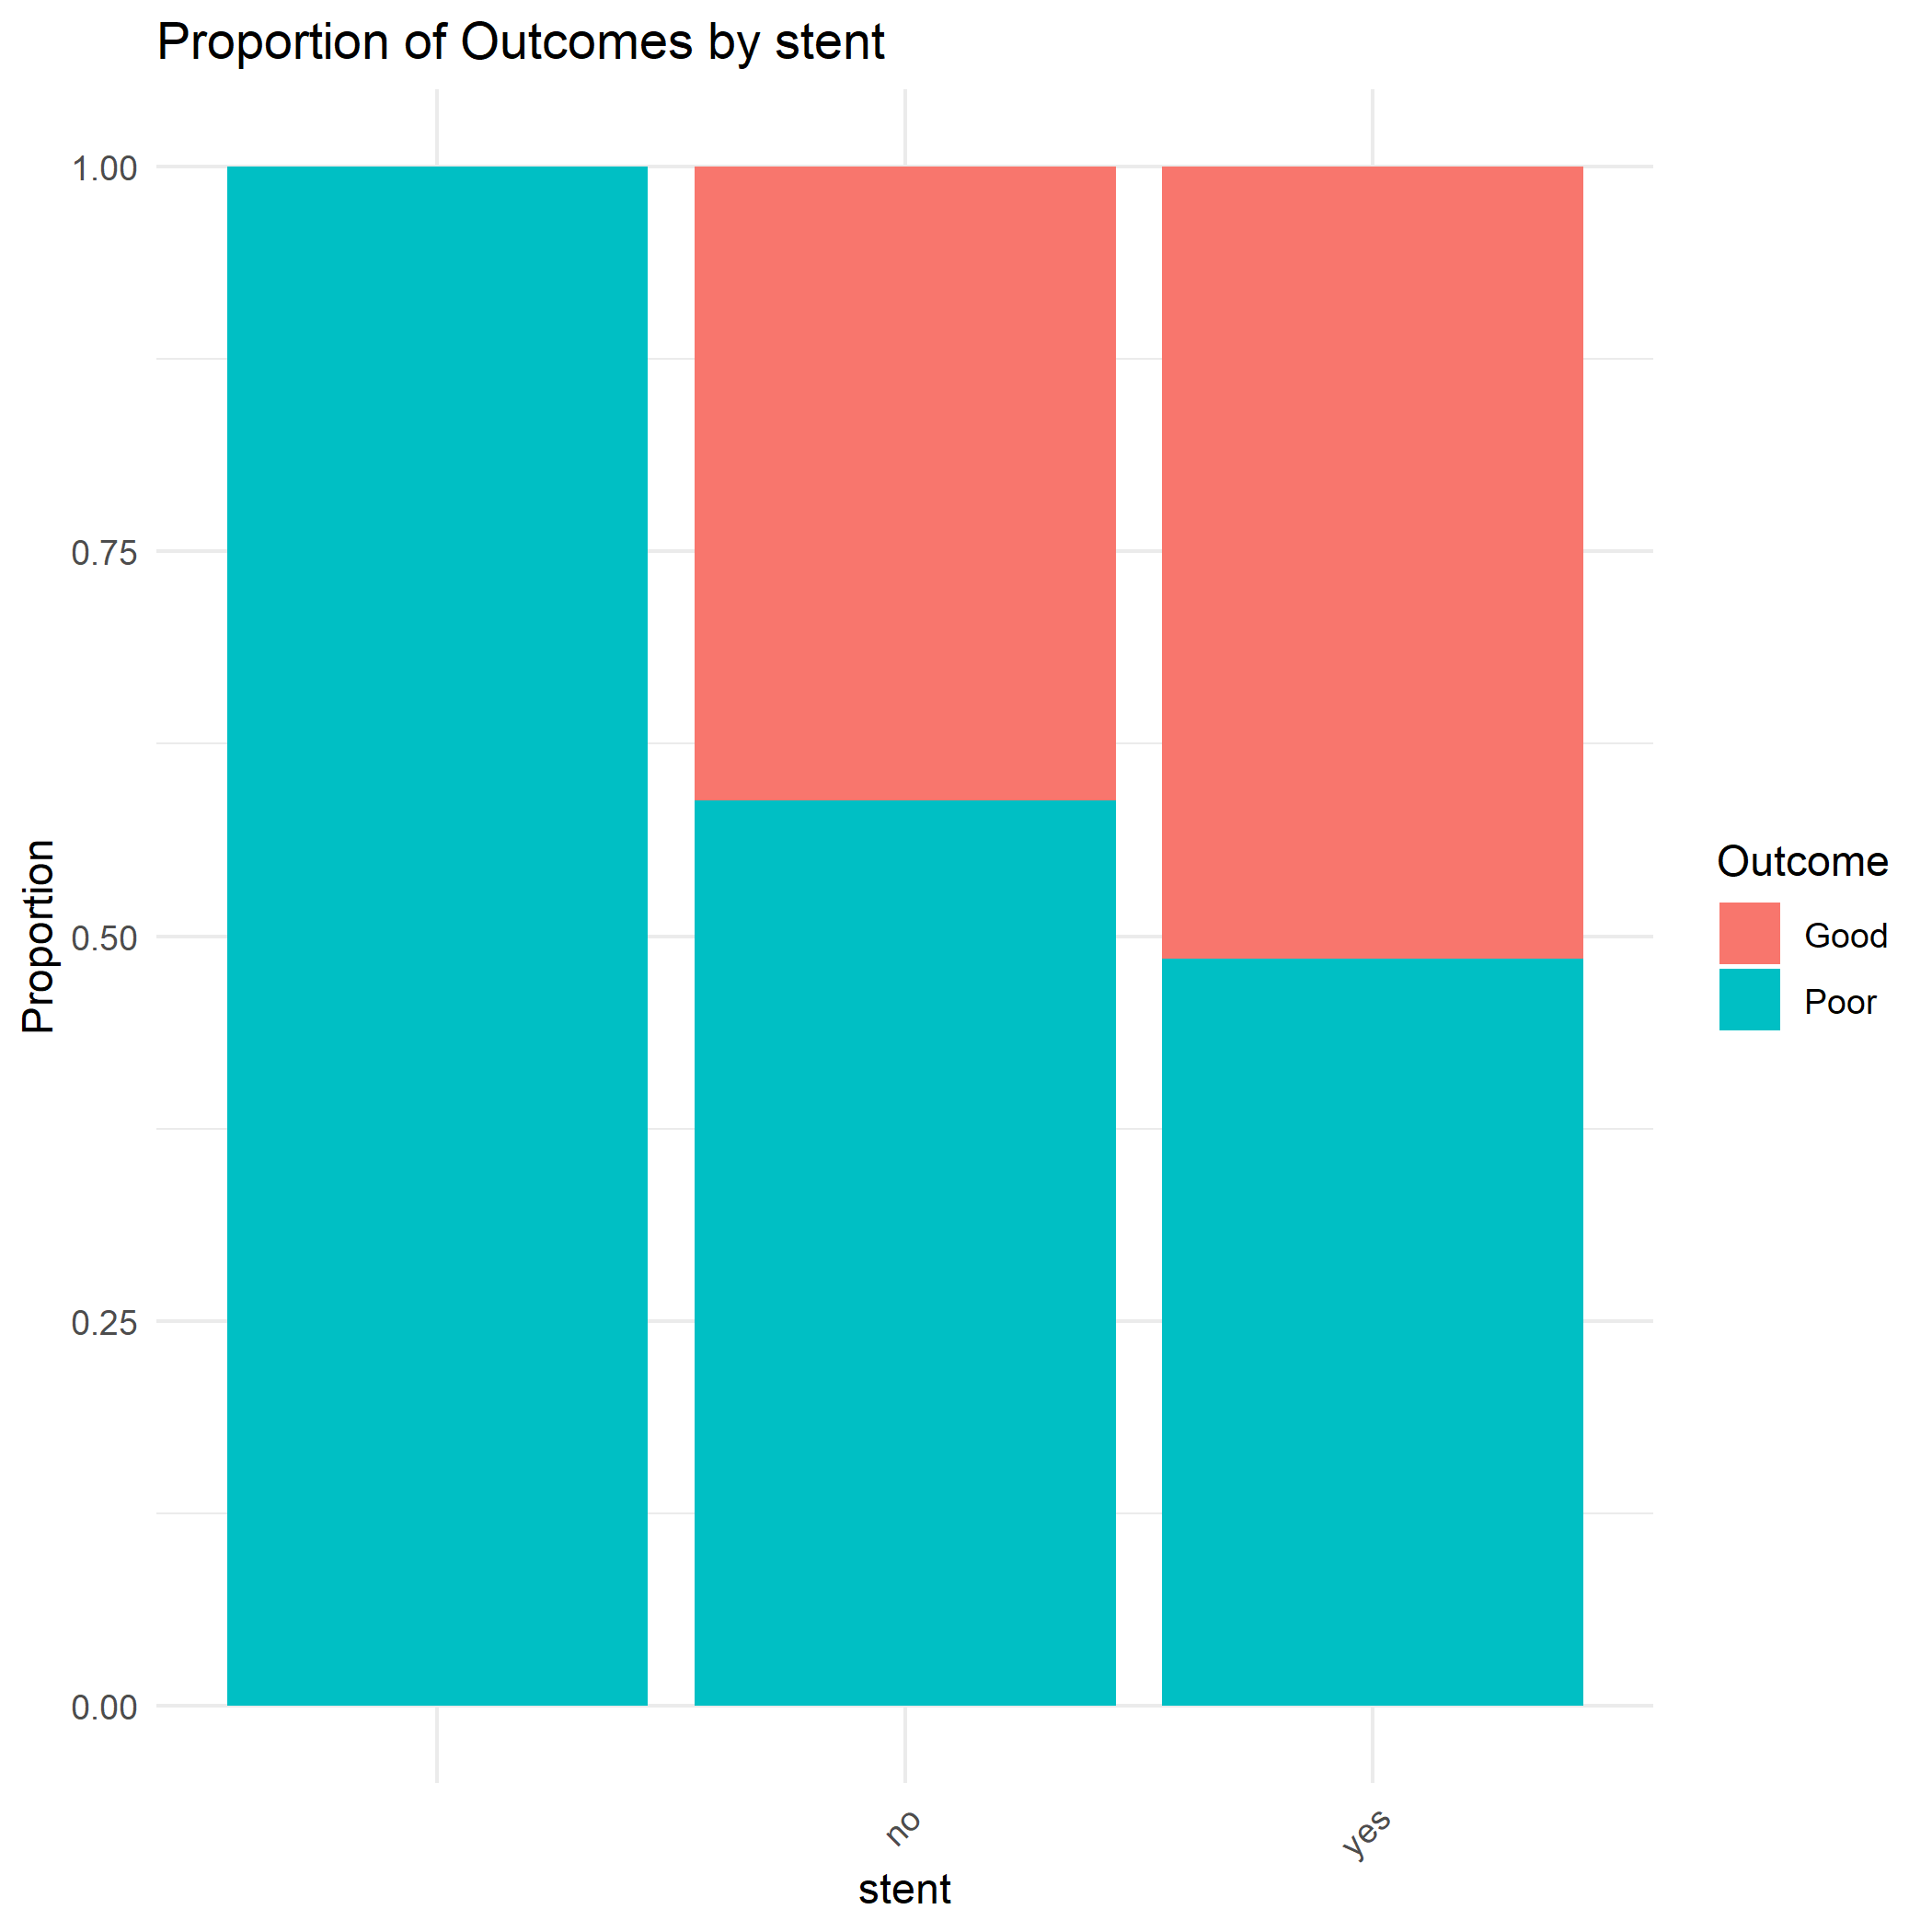 Proportion of Outcomes by stent
1.00
0.75
0.50
0.25
0.00
Proportion
no
yes
stent
Outcome
Good
Poor